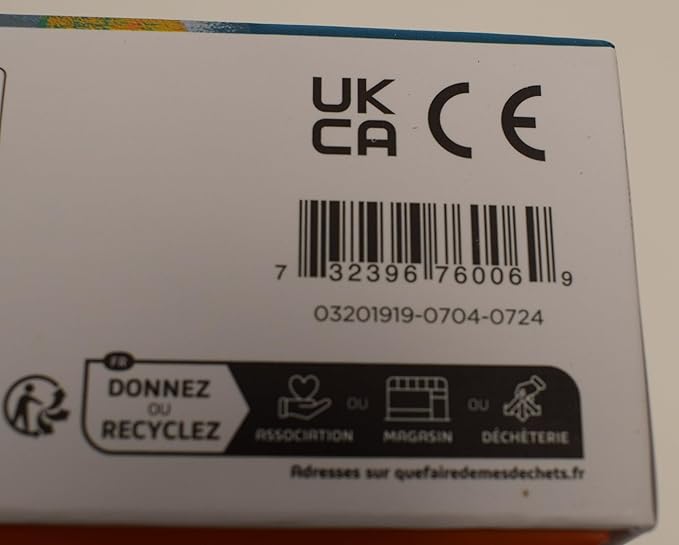 UK
CA CE
7 32396 76006 9
03201919-0704-0724
FR
DONNEZ
OU
RECYCLEZ
ASSOCIATION OU MAGASIN OU DÉCHÈTERIE
Adresses sur quefairedemesdechets.fr